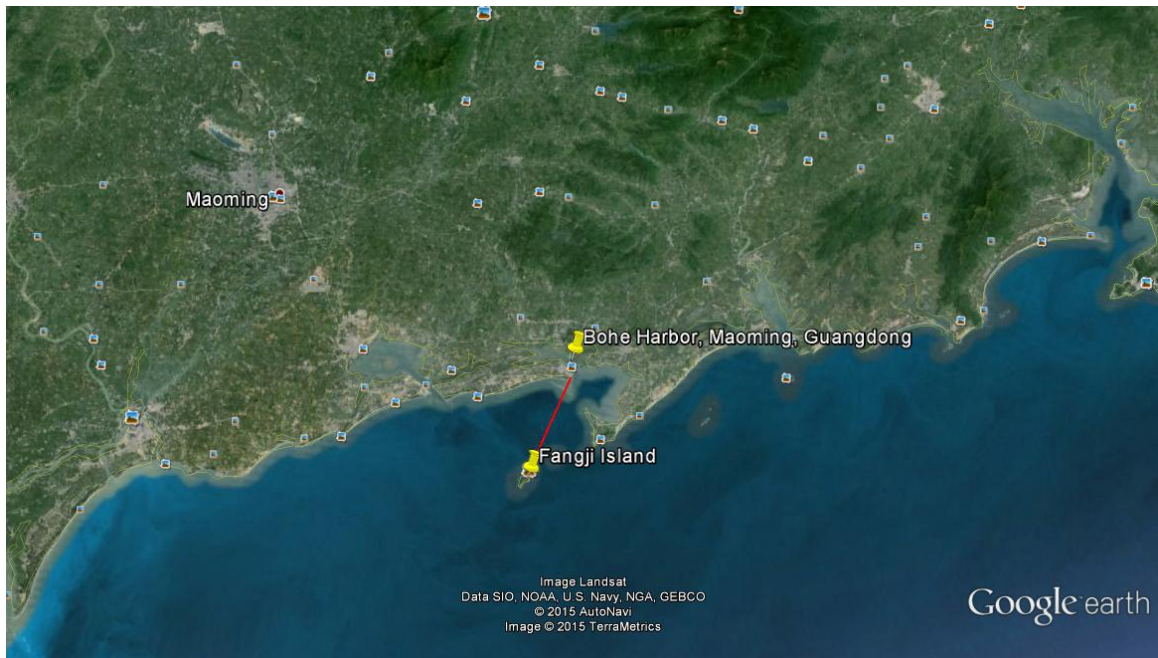 Maoming
Bohe Harbor, Maoming, Guangdong
Fangji Island
Image Landsat
Data SIO, NOAA, U.S. Navy, NGA, GEBCO
© 2015 AutoNavi
Image © 2015 TerraMetrics
Google earth